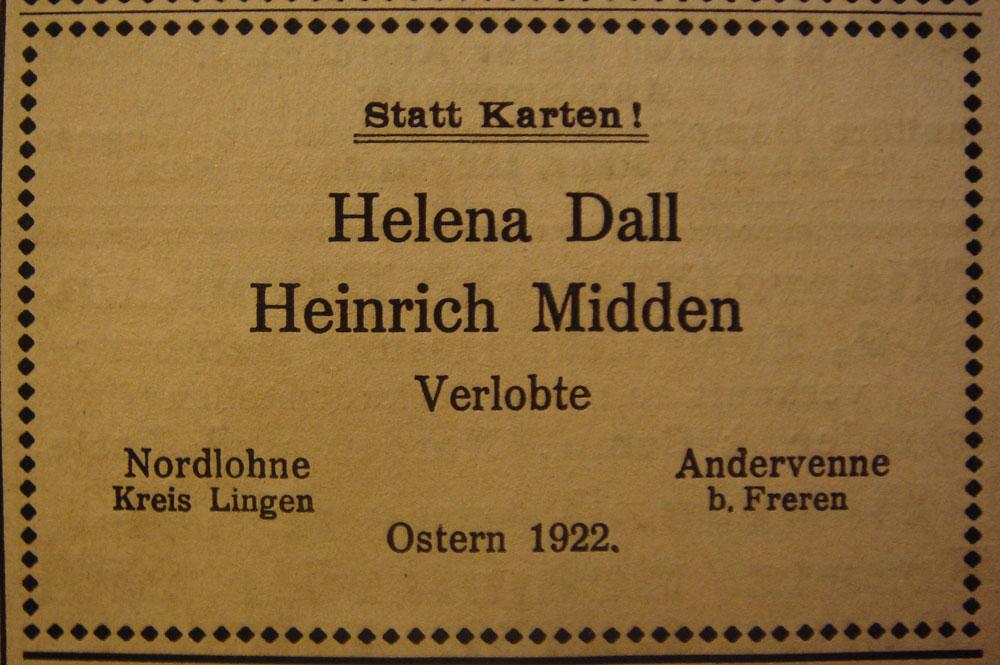 Statt Karten!
Helena Dall
Heinrich Midden
Verlobte
Nordlohne
Kreis Lingen
Andervenne
b. Freren
Ostern 1922.